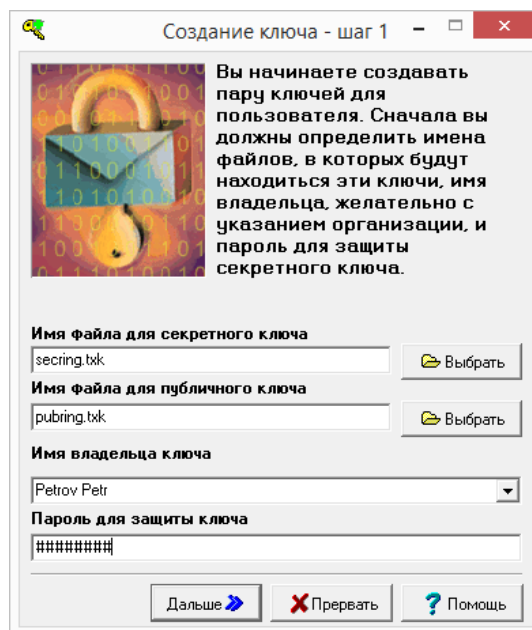 Создание ключа - шаг 1
Вы начинаете создавать
пару ключей для
пользователя. Сначала вы
должны определить имена
файлов, в которых будут
находиться эти ключи, имя
владельца, желательно с
указанием организации, и
пароль для защиты
секретного ключа.
Имя файла для секретного ключа
secring.txk
Выбрать
Имя файла для публичного ключа
pubring.txk
Выбрать
Имя владельца ключа
Petrov Petr
Пароль для защиты ключа
########
Дальше
Прервать
? Помощь